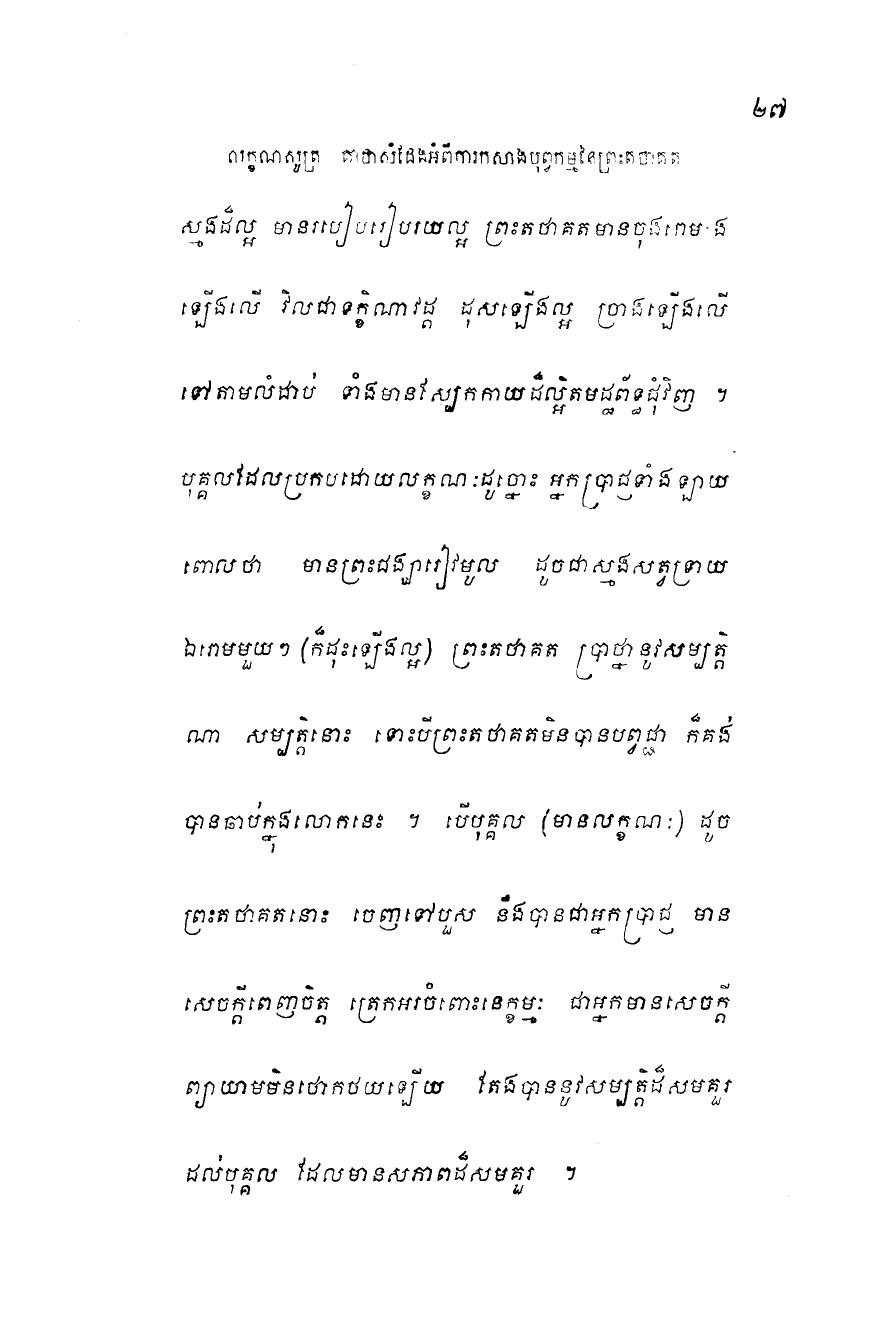 ២៧
លក្ខណសូត្រ គាថាសំដែងអំពីការកសាងបុព្វកម្មនៃព្រះតថាគត
ស្មងដ៏ល្អ មានរបៀបរៀបរយល្អ ព្រះតថាគតមានចុងរោមងើង
ឡើងលើ វិលជាទក្ខិណាវដ្ដ ដុសឡើងល្អ ច្រាងឡើងលើ
ទៅតាមលំដាប់ ទាំងមានស្បែកកាយដ៏ល្អិតមដ្ឋព័ទ្ធជុំវិញ ។
បុគ្គលដែលប្រកបដោយលក្ខណៈដូច្នោះ អ្នកប្រាជ្ញទាំងឡាយ
ពោលថា មានព្រះជង្ឃារៀវមូល ដូចជាស្មងសត្វទ្រាយ
ឯរោមមួយៗ (ក៏ដុះឡើងល្អ) ព្រះតថាគត ប្រាថ្នានូវសម្បត្តិ
ណា សម្បត្តិនោះ ទោះបីព្រះតថាគតមិនបានបព្វជ្ជា ក៏គង់
បានឆាប់ក្នុងលោកនេះ ។ បើបុគ្គល (មានលក្ខណៈ) ដូច
ព្រះតថាគតនោះ ចេញទៅបួស នឹងបានជាអ្នកប្រាជ្ញ មាន
សេចក្ដីពេញចិត្ត ត្រេកអរចំពោះនេក្ខម្មៈ ជាអ្នកមានសេចក្ដី
ព្យាយាមមិនថោកថយឡើយ តែងបាននូវសម្បត្តិដ៏សមគួរ
ដល់បុគ្គល ដែលមានសភាពដ៏សមគួរ ។